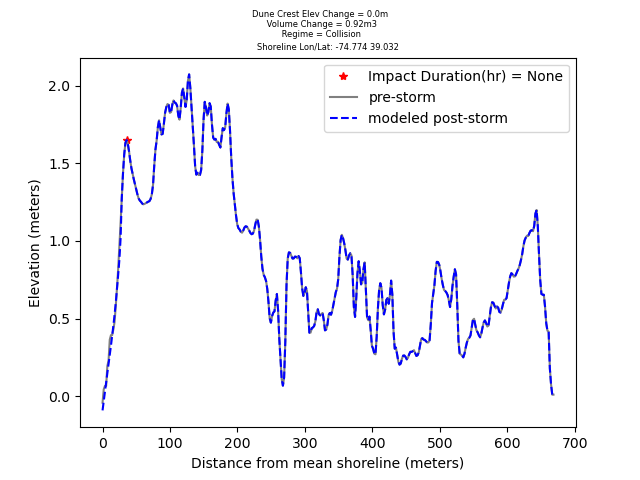 Dune Crest Elev Change = 0.0m
Volume Change = 0.92m3
Regime = Collision
Shoreline Lon/Lat: -74.774 39.032
Impact Duration(hr) = None
pre-storm
modeled post-storm
Elevation (meters)
2.0
1.5
1.0
0.5
0.0
0 100 200 300 400 500 600 700
Distance from mean shoreline (meters)